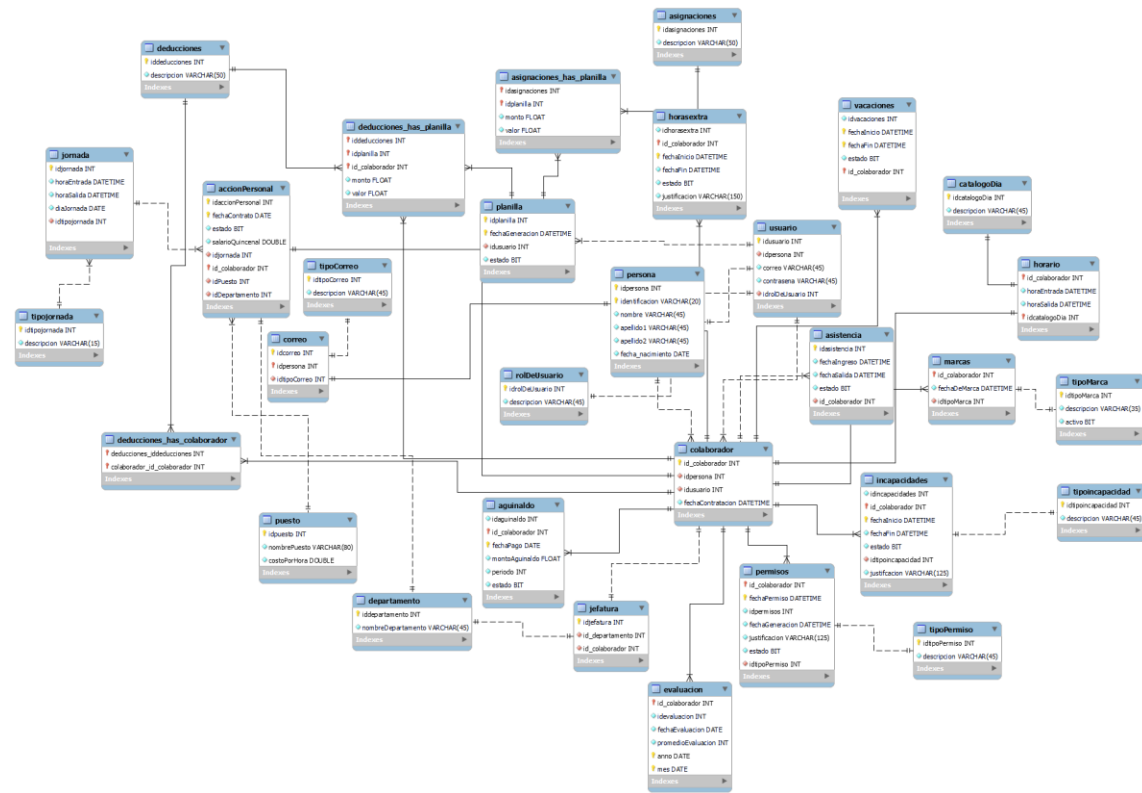 asignaciones
idasignaciones INT
descripcion VARCHAR(50)
Indexes
deducciones
iddeducciones INT
descripcion VARCHAR(50)
Indexes
asignaciones_has_planilla
idasignaciones INT
idplanilla INT
monto FLOAT
valor FLOAT
Indexes
vacaciones
idvacaciones INT
fechaInicio DATETIME
fechaFin DATETIME
estado BIT
id_colaborador INT
Indexes
horasextra
idhorasextra INT
id_colaborador INT
fechaInicio DATETIME
fechaFin DATETIME
estado BIT
justificacion VARCHAR(150)
Indexes
deducciones_has_planilla
iddeducciones INT
idplanilla INT
id_colaborador INT
monto FLOAT
valor FLOAT
Indexes
jornada
idjornada INT
horaEntrada DATETIME
horaSalida DATETIME
diaJornada DATE
idtipojornada INT
Indexes
accionPersonal
idaccionPersonal INT
fechaContrato DATE
estado BIT
salarioQuincenal DOUBLE
idjornada INT
id_colaborador INT
idPuesto INT
idDepartamento INT
Indexes
catalogoDia
idcatalogoDia INT
descripcion VARCHAR(45)
Indexes
planilla
idplanilla INT
fechaGeneracion DATETIME
idusuario INT
estado BIT
Indexes
usuario
idusuario INT
idpersona INT
correo VARCHAR(45)
contrasena VARCHAR(45)
idrolDeUsuario INT
Indexes
tipoCorreo
idtipoCorreo INT
descripcion VARCHAR(45)
Indexes
persona
idpersona INT
identificacion VARCHAR(20)
nombre VARCHAR(45)
apellido1 VARCHAR(45)
apellido2 VARCHAR(45)
fecha_nacimiento DATE
Indexes
horario
id_colaborador INT
horaEntrada DATETIME
horaSalida DATETIME
idcatalogoDia INT
Indexes
tipojornada
idtipojornada INT
descripcion VARCHAR(15)
Indexes
correo
idcorreo INT
idpersona INT
idtipoCorreo INT
Indexes
asistencia
idasistencia INT
fechaIngreso DATETIME
fechaSalida DATETIME
estado BIT
id_colaborador INT
Indexes
marcas
id_colaborador INT
fechaDeMarca DATETIME
idtipoMarca INT
Indexes
rolDeUsuario
idrolDeUsuario INT
descripcion VARCHAR(45)
Indexes
tipoMarca
idtipoMarca INT
descripcion VARCHAR(35)
activo BIT
Indexes
deducciones_has_colaborador
deducciones_iddeducciones INT
colaborador_id_colaborador INT
Indexes
colaborador
id_colaborador INT
idpersona INT
idusuario INT
fechaContratacion DATETIME
Indexes
incapacidades
idincapacidades INT
id_colaborador INT
fechaInicio DATETIME
fechaFin DATETIME
estado BIT
idtipoincapacidad INT
justifcacion VARCHAR(125)
Indexes
tipoincapacidad
idtipoincapacidad INT
descripcion VARCHAR(45)
Indexes
aguinaldo
idaguinaldo INT
id_colaborador INT
fechaPago DATE
montoAguinaldo FLOAT
periodo INT
estado BIT
Indexes
puesto
idpuesto INT
nombrePuesto VARCHAR(80)
costoPorHora DOUBLE
Indexes
permisos
id_colaborador INT
fechaPermiso DATETIME
idpermisos INT
fechaGeneracion DATETIME
justificacion VARCHAR(125)
estado BIT
idtipoPermiso INT
Indexes
departamento
iddepartamento INT
nombreDepartamento VARCHAR(45)
Indexes
jefatura
idjefatura INT
id_departamento INT
id_colaborador INT
Indexes
tipoPermiso
idtipoPermiso INT
descripcion VARCHAR(45)
Indexes
evaluacion
id_colaborador INT
idevaluacion INT
fechaEvaluacion DATE
promedioEvaluacion INT
anno DATE
mes DATE
Indexes